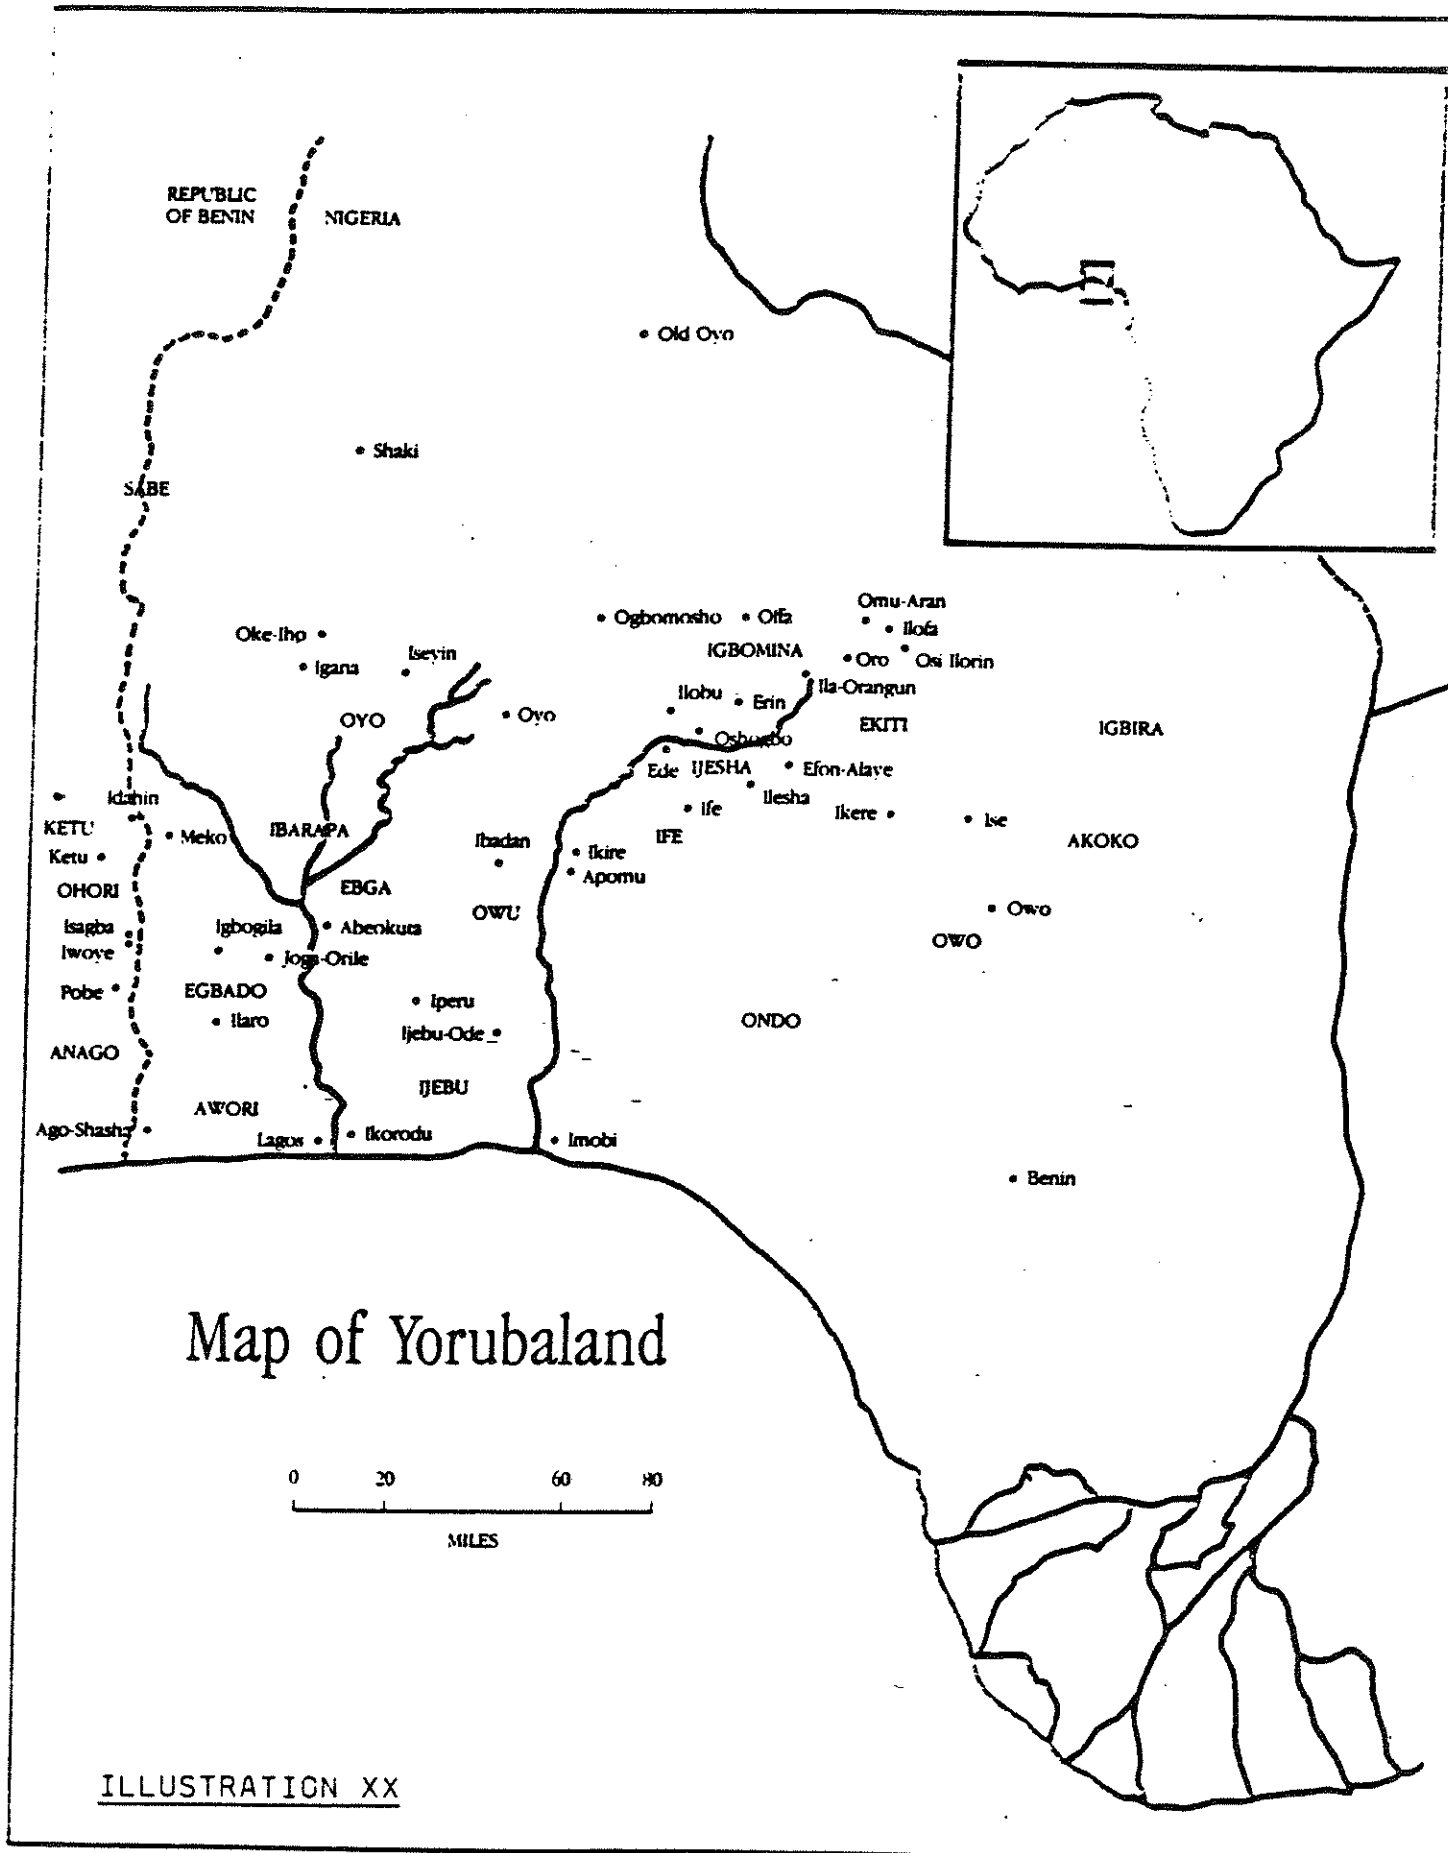 REPUBLIC
OF BENIN
NIGERIA
Old Oyo
Shaki
SABE
Omu-Aran
Ogbomosho
Offa
Ilofa
Oke-Iho
IGBOMINA
Oro
Osi Ilorin
Iseyin
Igana
Ila-Orangun
Ilobu
Erin
OYO
Oyo
EKITI
IGBIRA
Oshogbo
Ede
IJESHA
Efon-Alaye
Idahin
Ilesha
Ife
Ikere
Ise
KETU
Meko
IBARAPA
Ibadan
IFE
AKOKO
Ketu
Ikire
Apomu
OHORI
EBGA
OWU
Owo
Isagba
Igbogila
Abeokuta
OWO
Iwoye
Joga-Orile
Pobe
EGBADO
Iperu
Ilaro
ONDO
Ijebu-Ode
ANAGO
IJEBU
AWORI
Ago-Shasha
Lagos
Ikorodu
Imobi
Benin
Map of Yorubaland
0 20 60 80
MILES
ILLUSTRATION XX